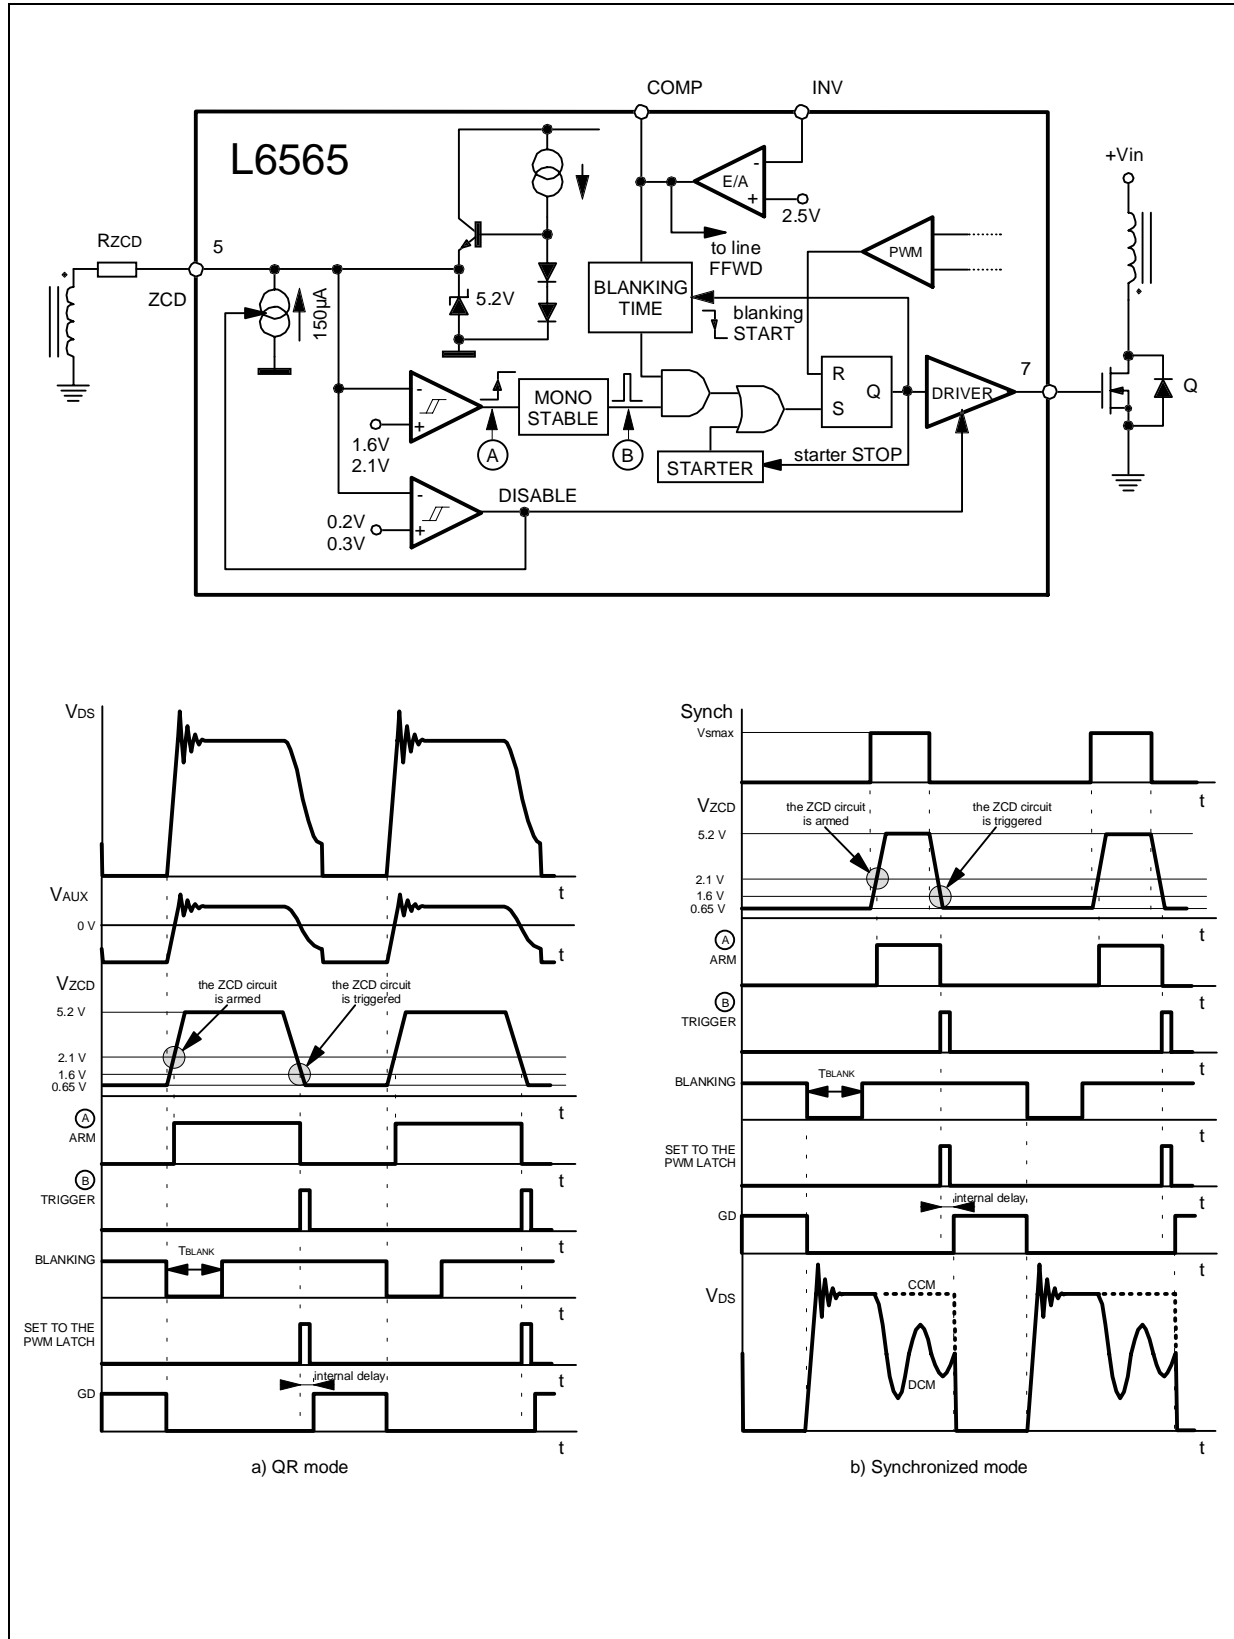 COMP
INV
L6565
+Vin
E/A
-
+
2.5V
to line
FFWD
PWM
RZCD
5
ZCD
150µA
5.2V
BLANKING
TIME
blanking
START
7
R
S
Q
DRIVER
Q
-
+
1.6V
2.1V
MONO
STABLE
A
B
STARTER
starter STOP
-
+
0.2V
0.3V
DISABLE
VDS
t
VAUX
0 V
t
VZCD
the ZCD circuit
is armed
the ZCD circuit
is triggered
5.2 V
2.1 V
1.6 V
0.65 V
t
A
ARM
t
B
TRIGGER
t
BLANKING
TBLANK
t
SET TO THE
PWM LATCH
t
internal delay
GD
t
a) QR mode
Synch
Vsmax
t
VZCD
the ZCD circuit
is armed
the ZCD circuit
is triggered
5.2 V
2.1 V
1.6 V
0.65 V
t
A
ARM
t
B
TRIGGER
t
BLANKING
TBLANK
t
SET TO THE
PWM LATCH
t
internal delay
GD
t
VDS
CCM
DCM
t
b) Synchronized mode